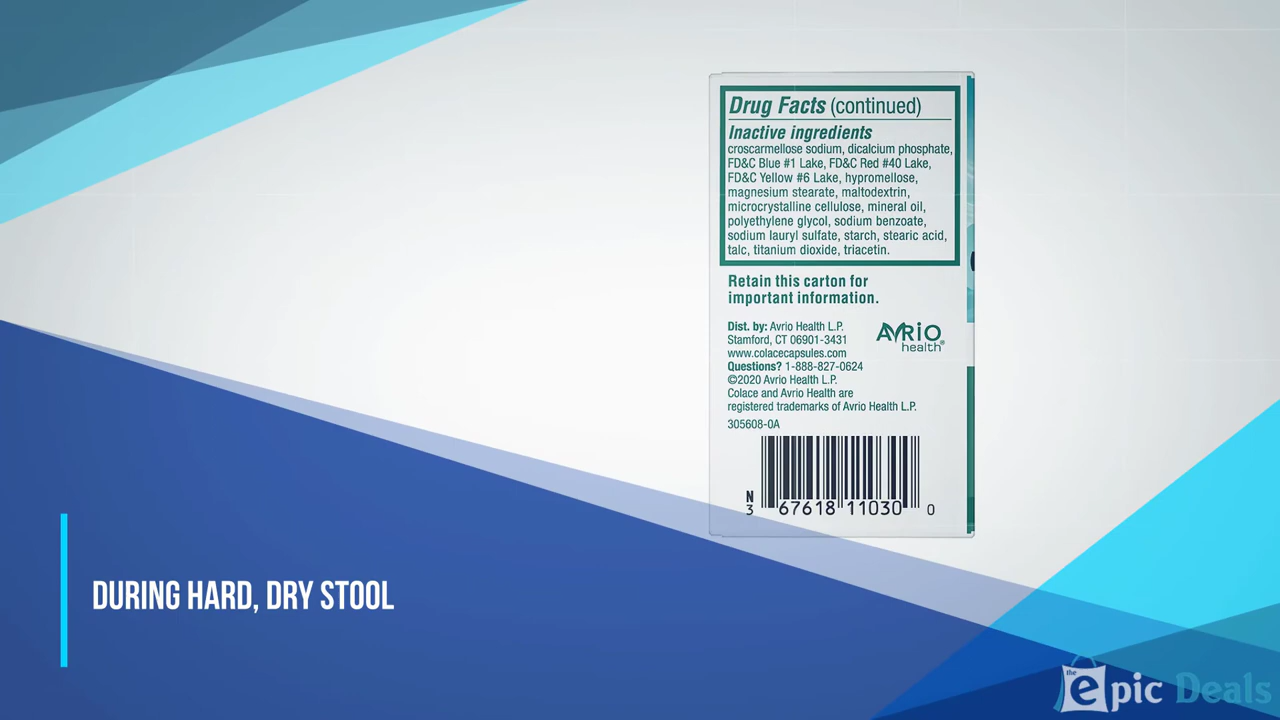 Drug Facts (continued)
Inactive ingredients
croscarmellose sodium, dicalcium phosphate,
FD&C Blue #1 Lake, FD&C Red #40 Lake,
FD&C Yellow #6 Lake, hypromellose,
magnesium stearate, maltodextrin,
microcrystalline cellulose, mineral oil,
polyethylene glycol, sodium benzoate,
sodium lauryl sulfate, starch, stearic acid,
talc, titanium dioxide, triacetin.
Retain this carton for
important information.
Dist. by: Avrio Health L.P.
Stamford, CT 06901-3431
www.colacecapsules.com
Questions? 1-888-827-0624
©2020 Avrio Health L.P.
Colace and Avrio Health are
registered trademarks of Avrio Health L.P.
305608-0A
AVRIO
health®
N
3 67618 11030 0
DURING HARD, DRY STOOL
the epic Deals